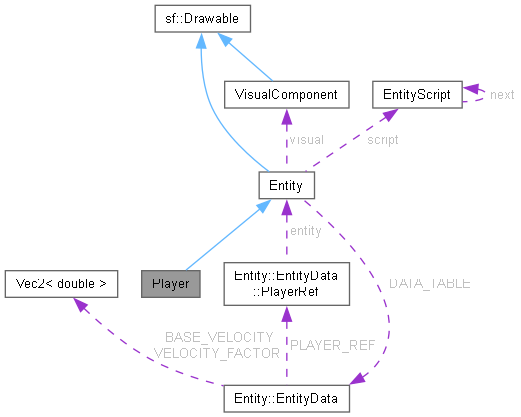 sf::Drawable
VisualComponent
EntityScript
next
visual
script
Entity
entity
Vec2< double >
Player
Entity::EntityData
::PlayerRef
DATA_TABLE
BASE_VELOCITY
VELOCITY_FACTOR
PLAYER_REF
Entity::EntityData